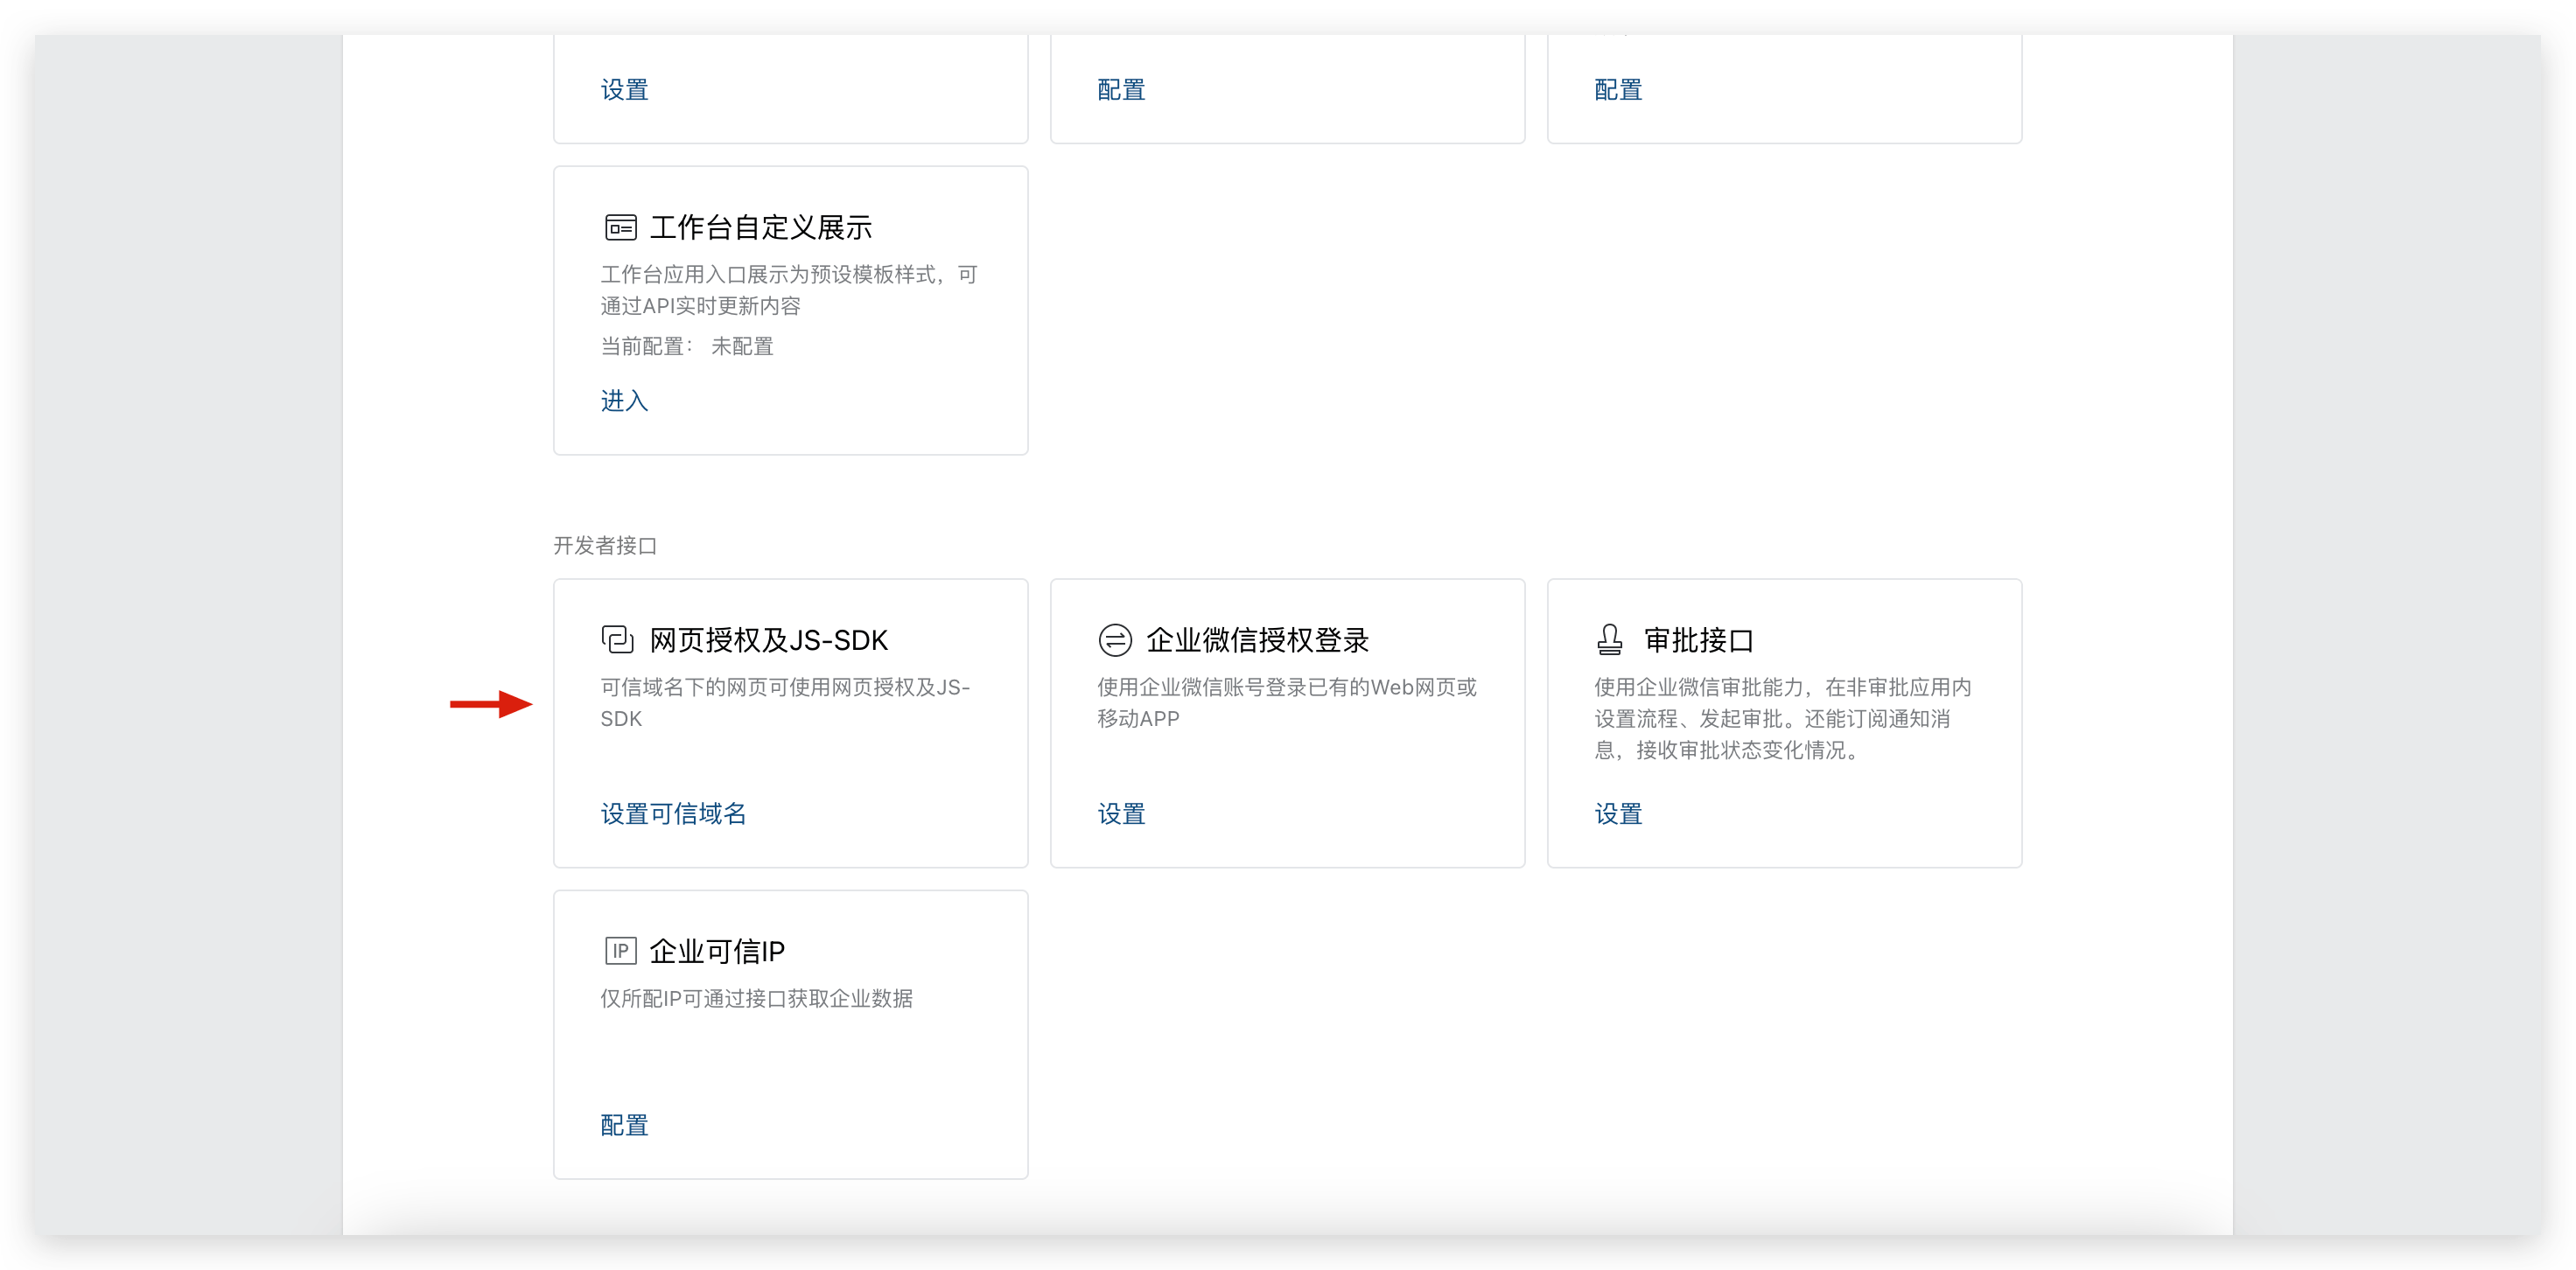 设置
配置
配置
工作台自定义展示
工作台应用入口展示为预设模板样式，可
通过API实时更新内容
当前配置： 未配置
进入
开发者接口
网页授权及JS-SDK
可信域名下的网页可使用网页授权及JS-
SDK
设置可信域名
企业微信授权登录
使用企业微信账号登录已有的Web网页或
移动APP
设置
审批接口
使用企业微信审批能力，在非审批应用内
设置流程、发起审批。还能订阅通知消
息，接收审批状态变化情况。
设置
IP 企业可信IP
仅所配IP可通过接口获取企业数据
配置